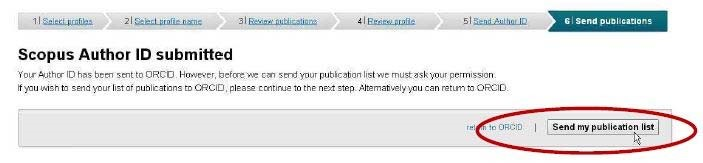 1| Select profiles 2| Select profile name 3| Review publications 4| Review profile 5| Send Author ID 6| Send publications
Scopus Author ID submitted
Your Author ID has been sent to ORCID. However, before we can send your publication list we must ask your permission.
If you wish to send your list of publications to ORCID, please continue to the next step. Alternatively you can return to ORCID.
return to ORCID | Send my publication list